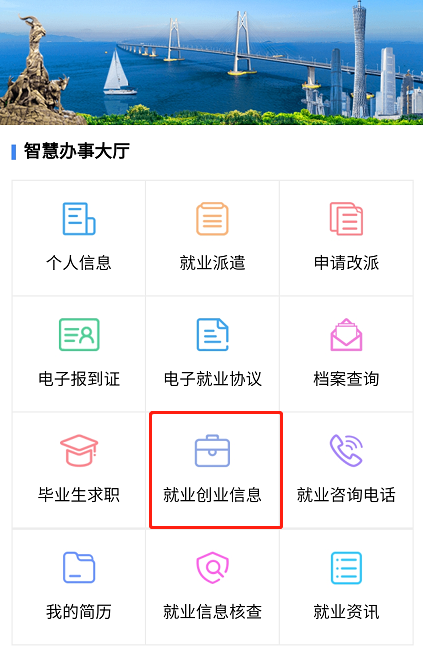 智慧办事大厅
个人信息
就业派遣
申请改派
电子报到证
电子就业协议
档案查询
毕业生求职
就业创业信息
就业咨询电话
我的简历
就业信息核查
就业资讯